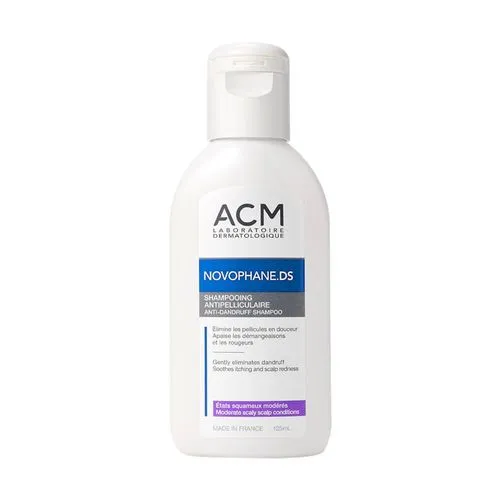 ACM
LABORATOIRE
DERMATOLOGIQUE
NOVOPHANE.DS
SHAMPOOING
ANTIPELLICULAIRE
ANTI-DANDRUFF SHAMPOO
Élimine les pellicules en douceur
Apaise les démangeaisons
et les rougeurs
Gently eliminates dandruff
Soothes itching and scalp redness
États squameux modérés
Moderate scaly scalp conditions
MADE IN FRANCE 125mL